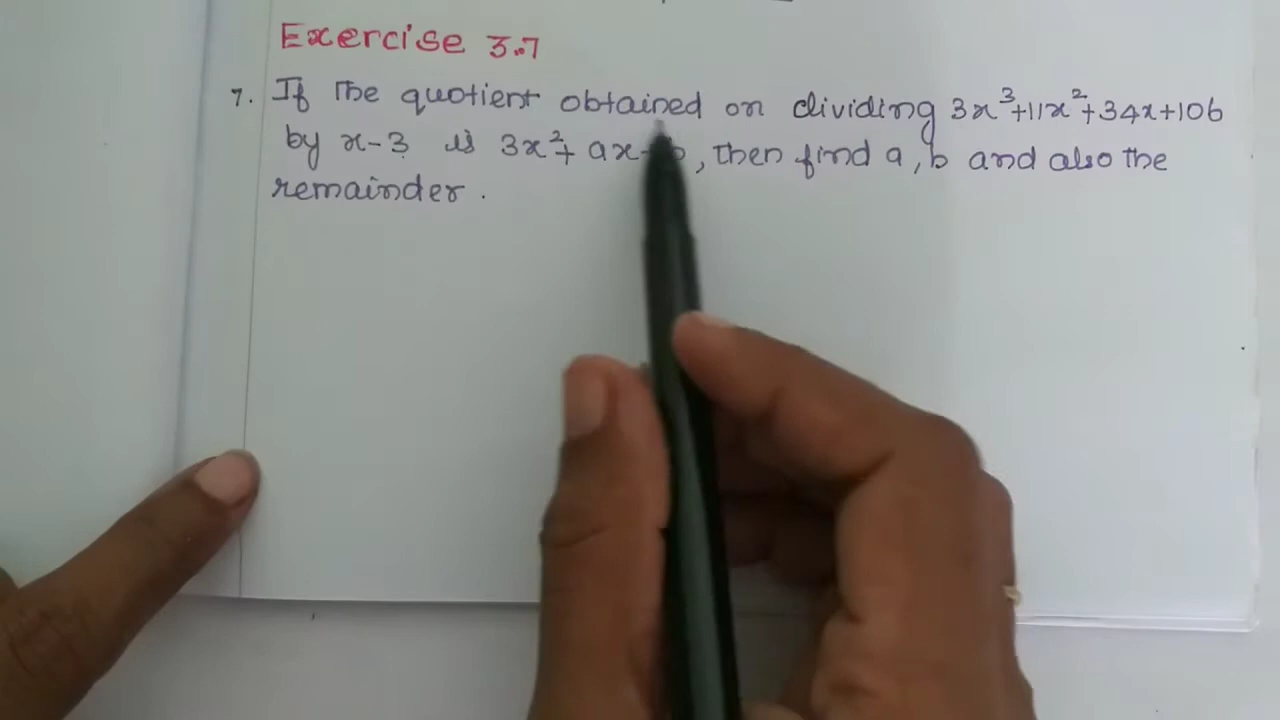 Exercise 3.7
7. If the quotient obtained on dividing 3x³+11x²+34x+106
by x-3 is 3x²+ ax+b, then find a, b and also the
remainder.